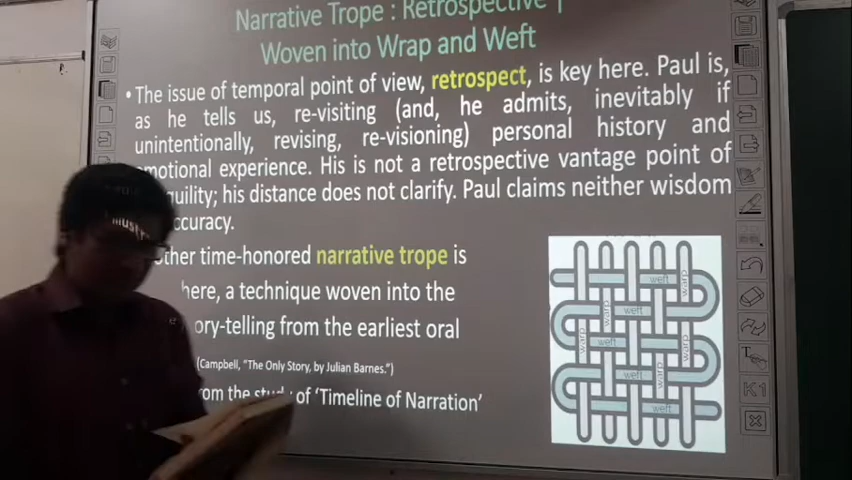 Narrative Trope : Retrospective |
Woven into Wrap and Weft
• The issue of temporal point of view, retrospect, is key here. Paul is,
as he tells us, re-visiting (and, he admits, inevitably if
unintentionally, revising, re-visioning) personal history and
emotional experience. His is not a retrospective vantage point of
quility; his distance does not clarify. Paul claims neither wisdom
ccuracy.
other time-honored narrative trope is
here, a technique woven into the
ory-telling from the earliest oral
(Campbell, "The Only Story, by Julian Barnes.")
rom the study of 'Timeline of Narration'
weft
warp
warp
weft
warp
weft
warp
weft
warp
weft